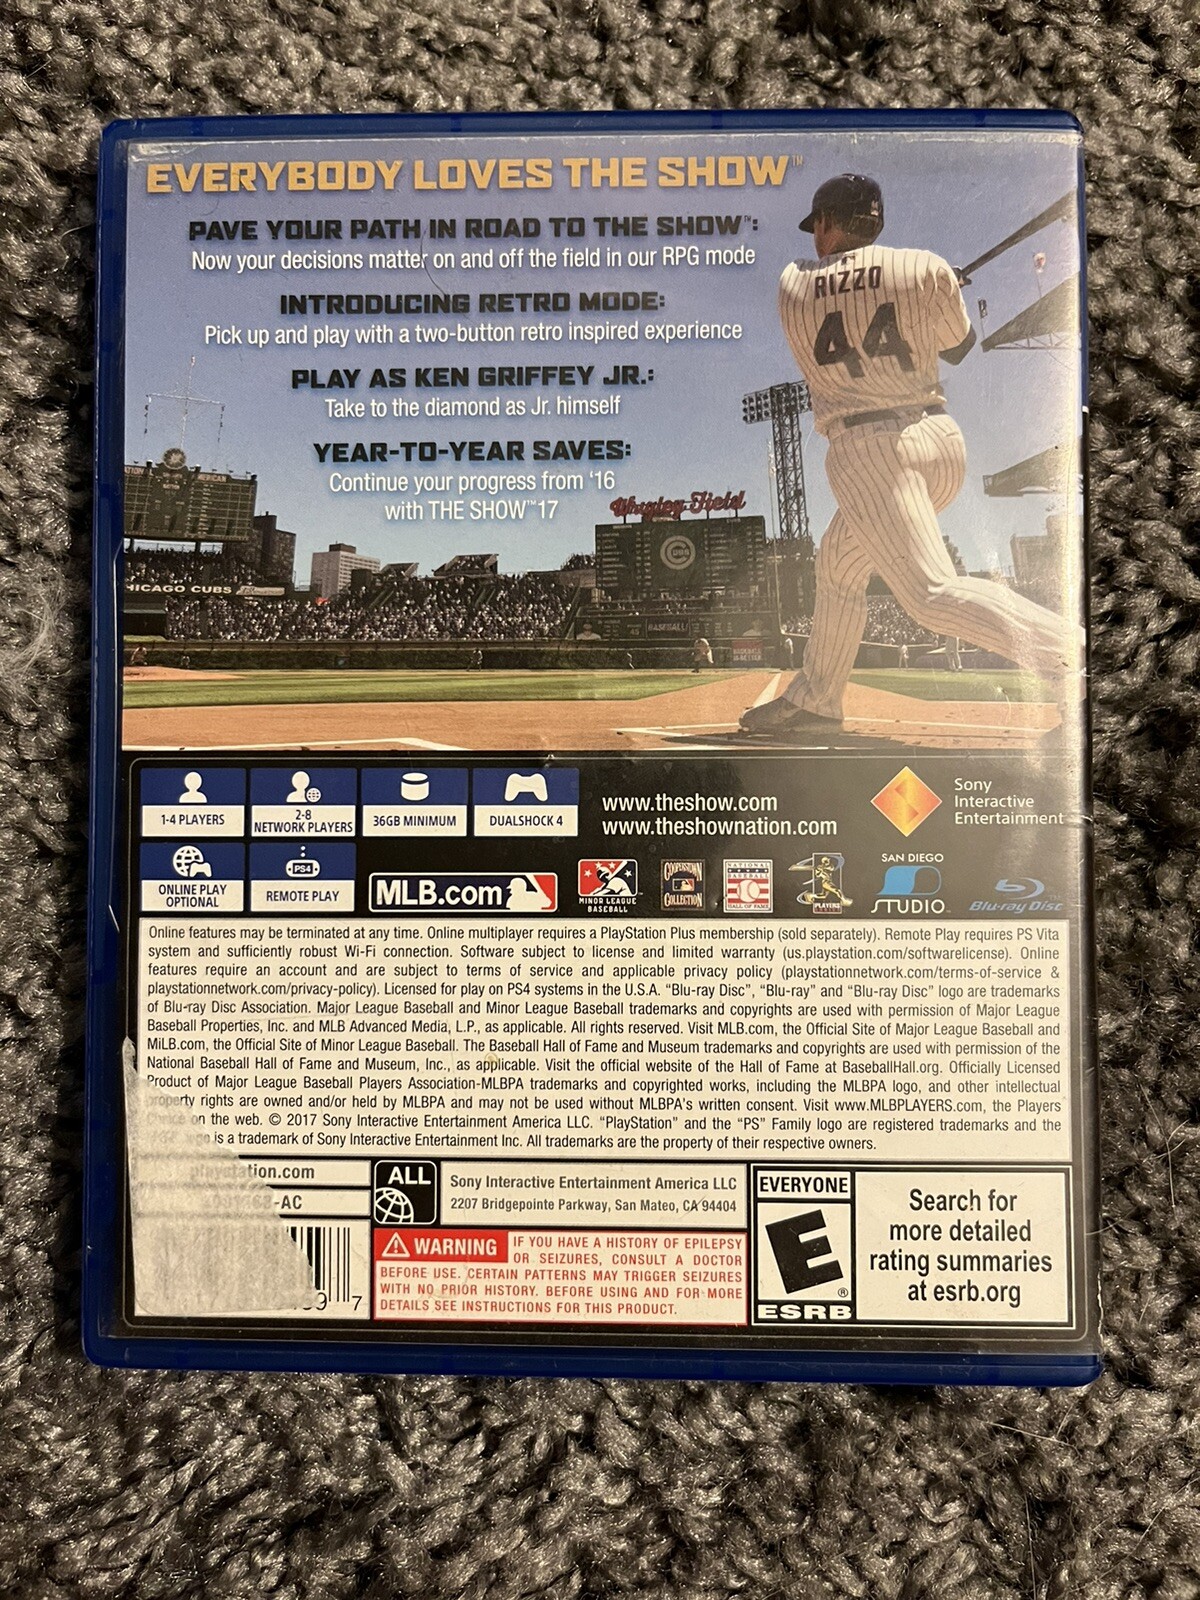 EVERYBODY LOVES THE SHOW™
PAVE YOUR PATH IN ROAD TO THE SHOW™:
Now your decisions matter on and off the field in our RPG mode
INTRODUCING RETRO MODE:
Pick up and play with a two-button retro inspired experience
PLAY AS KEN GRIFFEY JR.:
Take to the diamond as Jr. himself
YEAR-TO-YEAR SAVES:
Continue your progress from '16
with THE SHOW™17
RIZZO
44
Wrigley Field
CUBS
HICAGO CUBS
BASEBALL
1-4 PLAYERS
2-8
NETWORK PLAYERS
36GB MINIMUM
DUALSHOCK 4
www.theshow.com
www.theshownation.com
Sony
Interactive
Entertainment
ONLINE PLAY
OPTIONAL
PS4
REMOTE PLAY
MLB.com
MINOR LEAGUE
BASEBALL
COOPERSTOWN
COLLECTION
NATIONAL
BASEBALL
HALL OF FAME
PLAYERS
SAN DIEGO
STUDIO™
Blu-ray Disc
Online features may be terminated at any time. Online multiplayer requires a PlayStation Plus membership (sold separately). Remote Play requires PS Vita
system and sufficiently robust Wi-Fi connection. Software subject to license and limited warranty (us.playstation.com/softwarelicense). Online
features require an account and are subject to terms of service and applicable privacy policy (playstationnetwork.com/terms-of-service &
playstationnetwork.com/privacy-policy). Licensed for play on PS4 systems in the U.S.A. “Blu-ray Disc”, “Blu-ray” and “Blu-ray Disc” logo are trademarks
of Blu-ray Disc Association. Major League Baseball and Minor League Baseball trademarks and copyrights are used with permission of Major League
Baseball Properties, Inc. and MLB Advanced Media, L.P., as applicable. All rights reserved. Visit MLB.com, the Official Site of Major League Baseball and
MiLB.com, the Official Site of Minor League Baseball. The Baseball Hall of Fame and Museum trademarks and copyrights are used with permission of the
National Baseball Hall of Fame and Museum, Inc., as applicable. Visit the official website of the Hall of Fame at BaseballHall.org. Officially Licensed
Product of Major League Baseball Players Association-MLBPA trademarks and copyrighted works, including the MLBPA logo, and other intellectual
property rights are owned and/or held by MLBPA and may not be used without MLBPA's written consent. Visit www.MLBPLAYERS.com, the Players
on the web. © 2017 Sony Interactive Entertainment America LLC. “PlayStation” and the “PS” Family logo are registered trademarks and the
is a trademark of Sony Interactive Entertainment Inc. All trademarks are the property of their respective owners.
playstation.com
-AC
ALL
Sony Interactive Entertainment America LLC
2207 Bridgepointe Parkway, San Mateo, CA 94404
WARNING IF YOU HAVE A HISTORY OF EPILEPSY
OR SEIZURES, CONSULT A DOCTOR
BEFORE USE. CERTAIN PATTERNS MAY TRIGGER SEIZURES
WITH NO PRIOR HISTORY. BEFORE USING AND FOR MORE
DETAILS SEE INSTRUCTIONS FOR THIS PRODUCT.
9 7
EVERYONE
E
®
ESRB
Search for
more detailed
rating summaries
at esrb.org